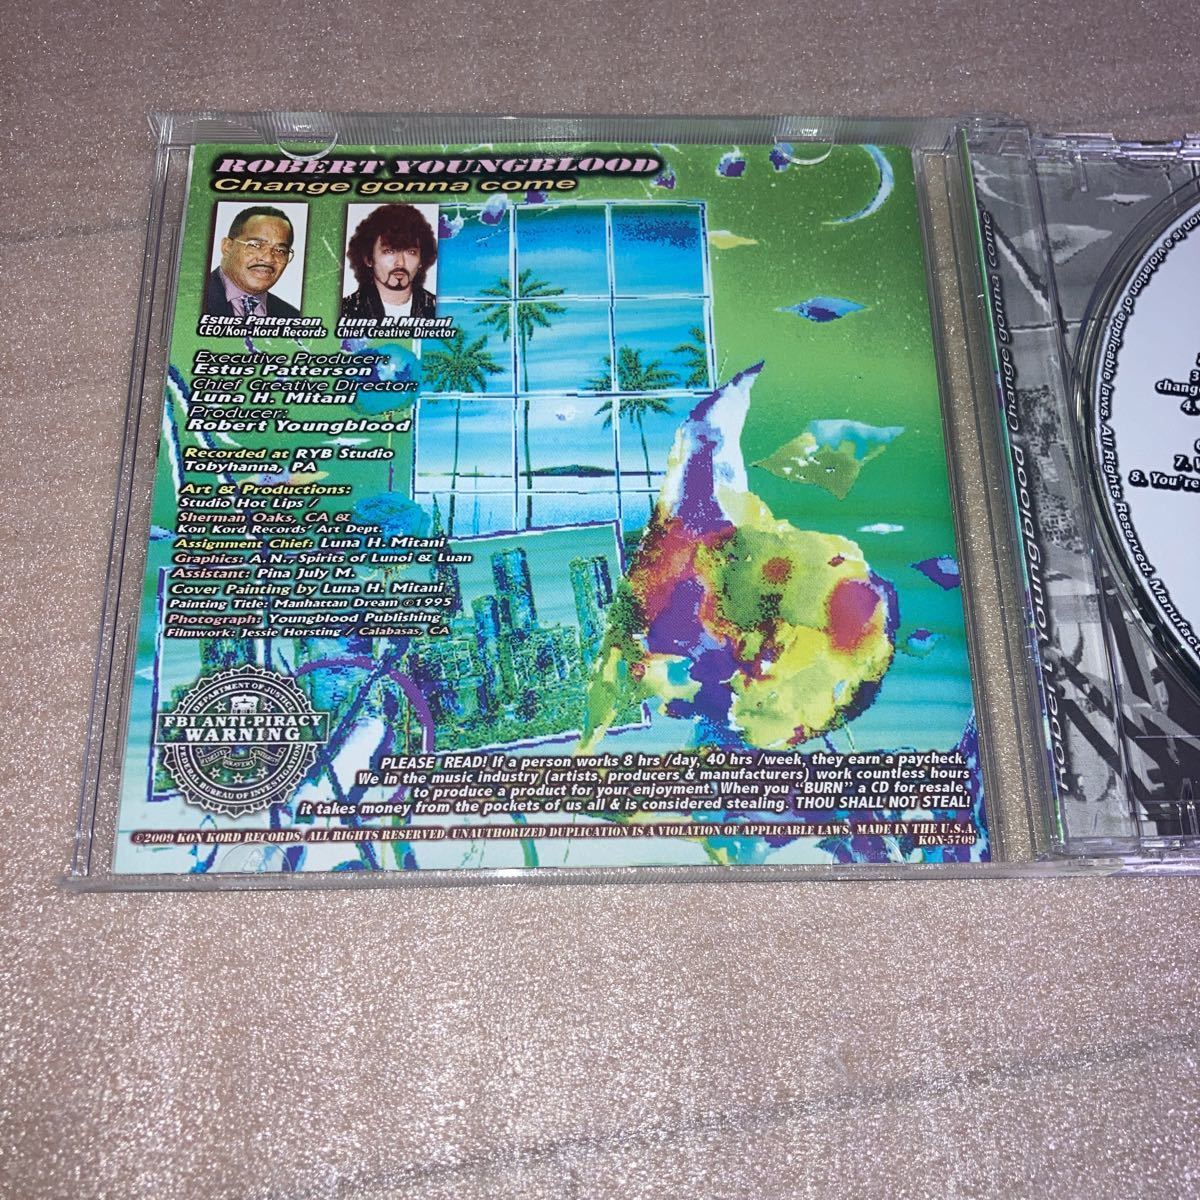 ROBERT YOUNGBLOOD
Change gonna come
Estus Patterson
CEO/Kon-Kord Records
Luna H. Mitani
Chief Creative Director
Executive Producer:
Estus Patterson
Chief Creative Director:
Luna H. Mitani
Producer:
Robert Youngblood
Recorded at RYB Studio
Tobyhanna, PA
Art & Productions:
Studio Hot Lips /
Sherman Oaks, CA &
Kon Kord Records' Art Dept.
Assignment Chief: Luna H. Mitani
Graphics: A. N., Spirits of Lunoi & Luan
Assistant: Pina July M.
Cover Painting by Luna H. Mitani
Painting Title: Manhattan Dream ©1995
Photograph: Youngblood Publishing
Filmwork: Jessie Horsting / Calabasas, CA
DEPARTMENT OF JUSTICE
FBI ANTI-PIRACY
WARNING
FIDELITY BRAVERY INTEGRITY
FEDERAL BUREAU OF INVESTIGATION
PLEASE READ! If a person works 8 hrs /day, 40 hrs /week, they earn a paycheck.
We in the music industry (artists, producers & manufacturers) work countless hours
to produce a product for your enjoyment. When you "BURN" a CD for resale,
it takes money from the pockets of us all & is considered stealing. THOU SHALL NOT STEAL!
©2009 KON KORD RECORDS, ALL RIGHTS RESERVED. UNAUTHORIZED DUPLICATION IS A VIOLATION OF APPLICABLE LAWS. MADE IN THE U.S.A.
KON-5709
Robert Youngblood Change gonna come
is a violation of applicable laws. All Rights Reserved.
3
chang
4.
7.
8. You're